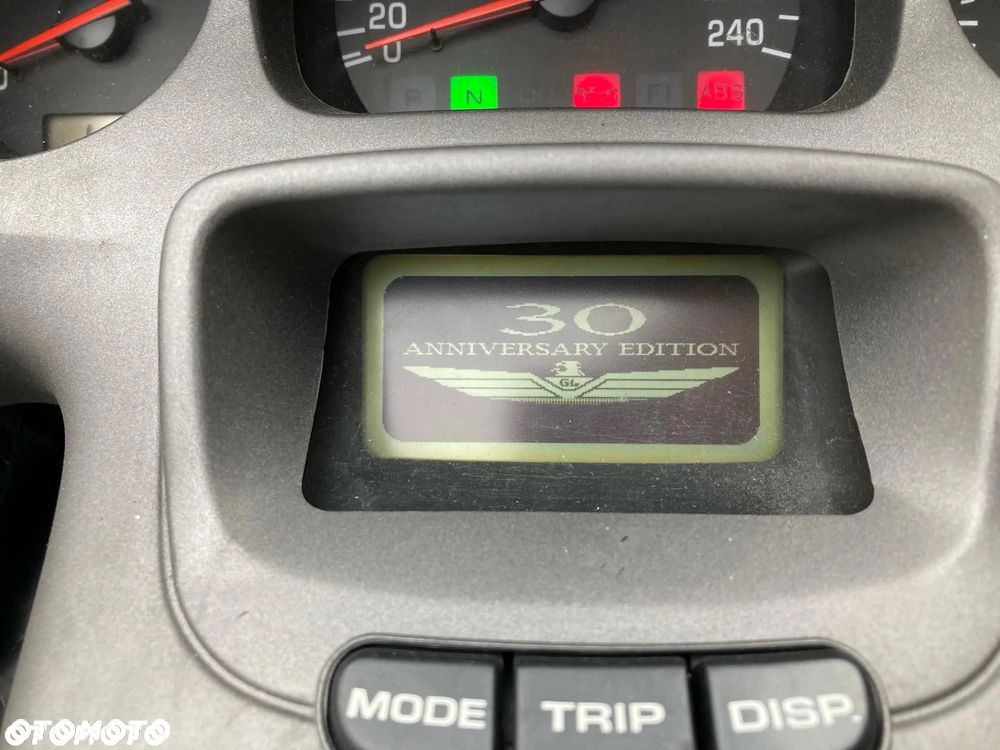 20
0
240
R N FI ABS
30
ANNIVERSARY EDITION
GL
MODE TRIP DISP.
OTOMOTO